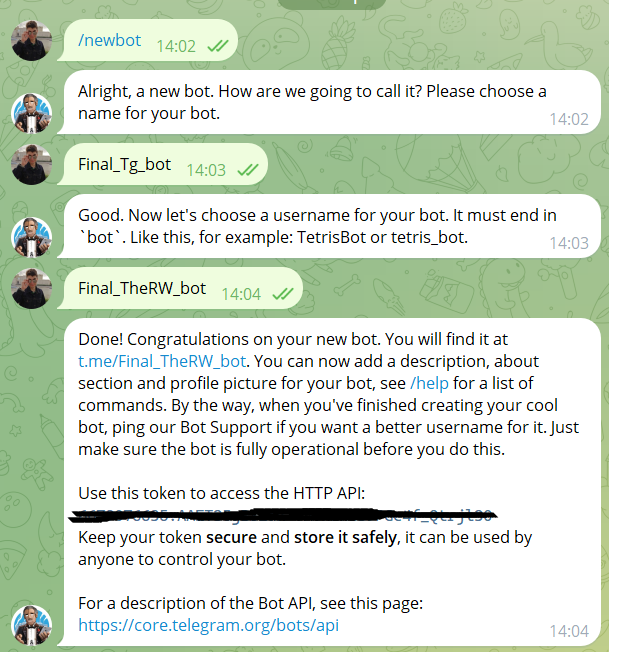 /newbot 14:02
Alright, a new bot. How are we going to call it? Please choose a
name for your bot.
14:02
Final_Tg_bot 14:03
Good. Now let's choose a username for your bot. It must end in
`bot`. Like this, for example: TetrisBot or tetris_bot.
14:03
Final_TheRW_bot 14:04
Done! Congratulations on your new bot. You will find it at
t.me/Final_TheRW_bot. You can now add a description, about
section and profile picture for your bot, see /help for a list of
commands. By the way, when you've finished creating your cool
bot, ping our Bot Support if you want a better username for it. Just
make sure the bot is fully operational before you do this.
Use this token to access the HTTP API:
Keep your token secure and store it safely, it can be used by
anyone to control your bot.
For a description of the Bot API, see this page:
https://core.telegram.org/bots/api
14:04